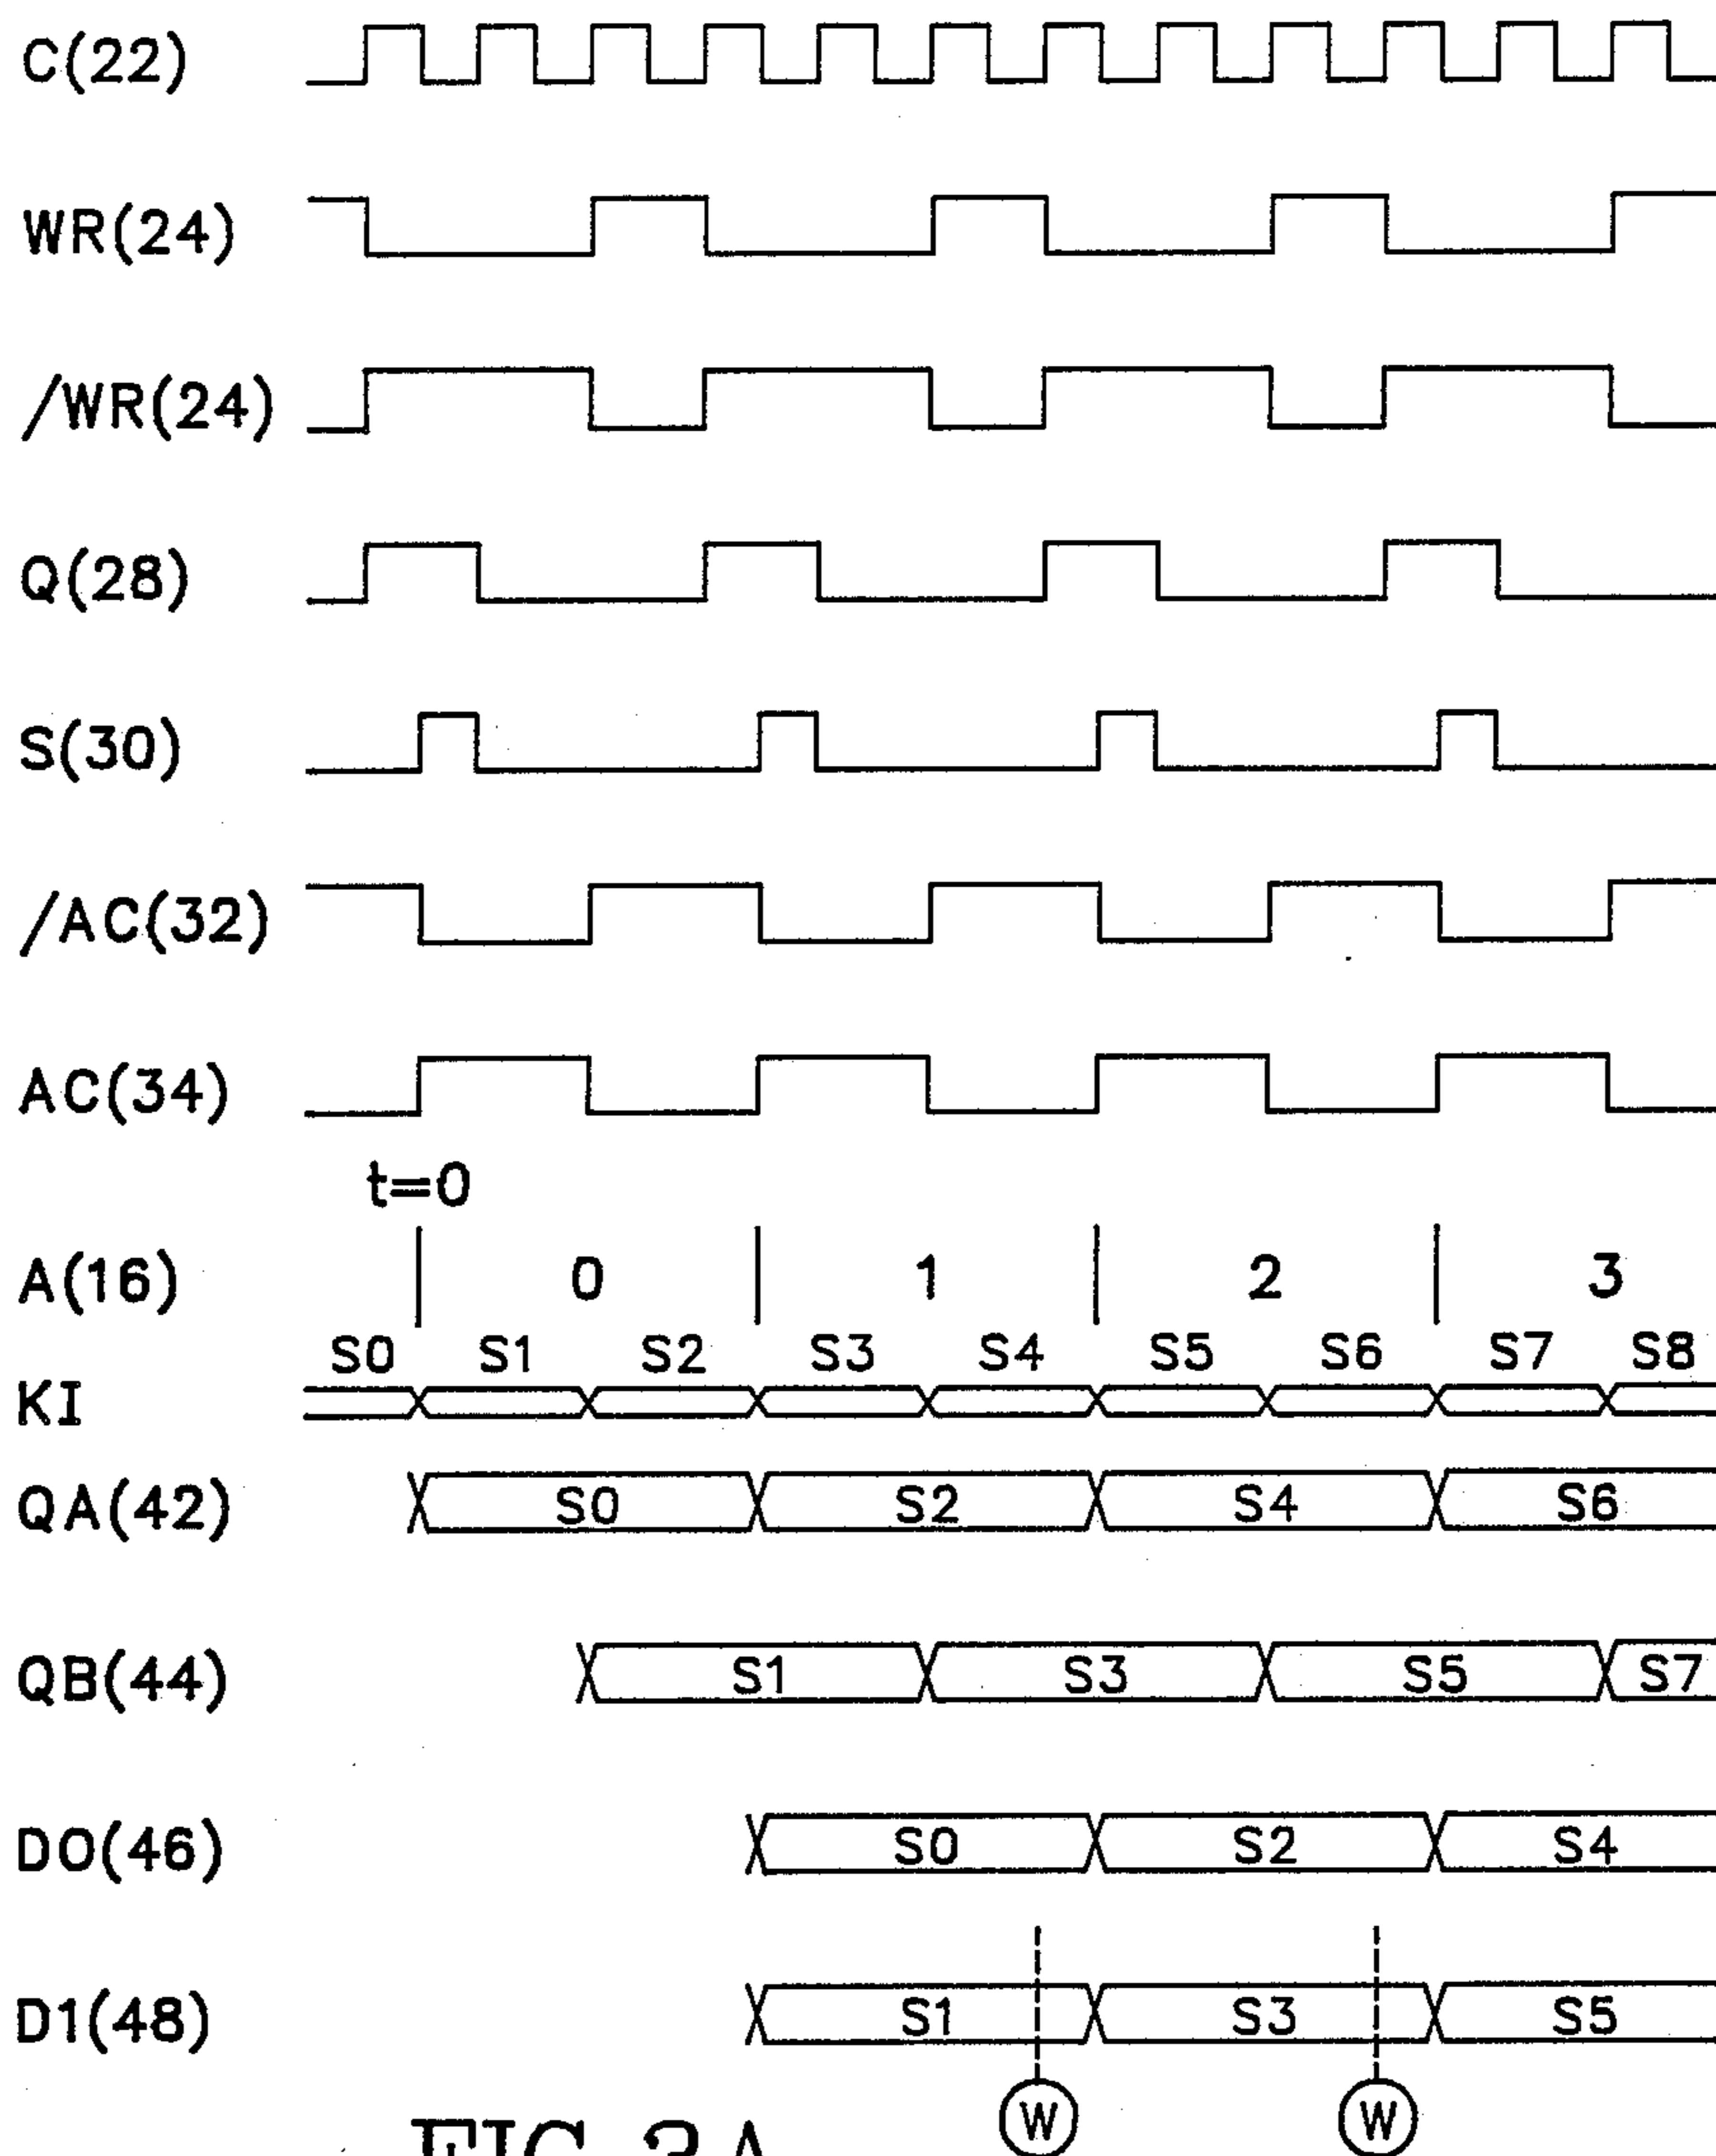 C(22)
WR(24)
/WR(24)
Q(28)
S(30)
/AC(32)
AC(34)
t=0
A(16) 0 1 2 3
S0 S1 S2 S3 S4 S5 S6 S7 S8
KI
QA(42) S0 S2 S4 S6
QB(44) S1 S3 S5 S7
D0(46) S0 S2 S4
D1(48) S1 S3 S5
W W